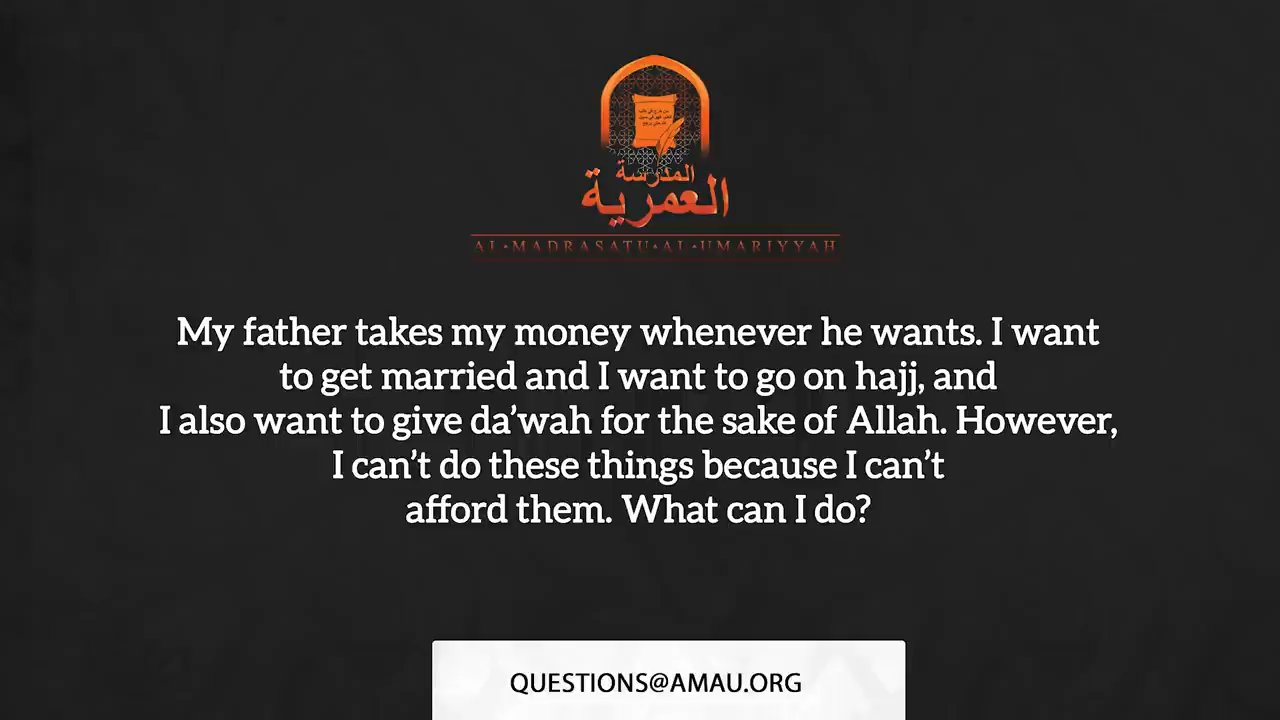 المدرسة
العمرية
AL•MADRASATU•AL•UMARIYYAH
My father takes my money whenever he wants. I want
to get married and I want to go on hajj, and
I also want to give da’wah for the sake of Allah. However,
I can’t do these things because I can’t
afford them. What can I do?
QUESTIONS@AMAU.ORG